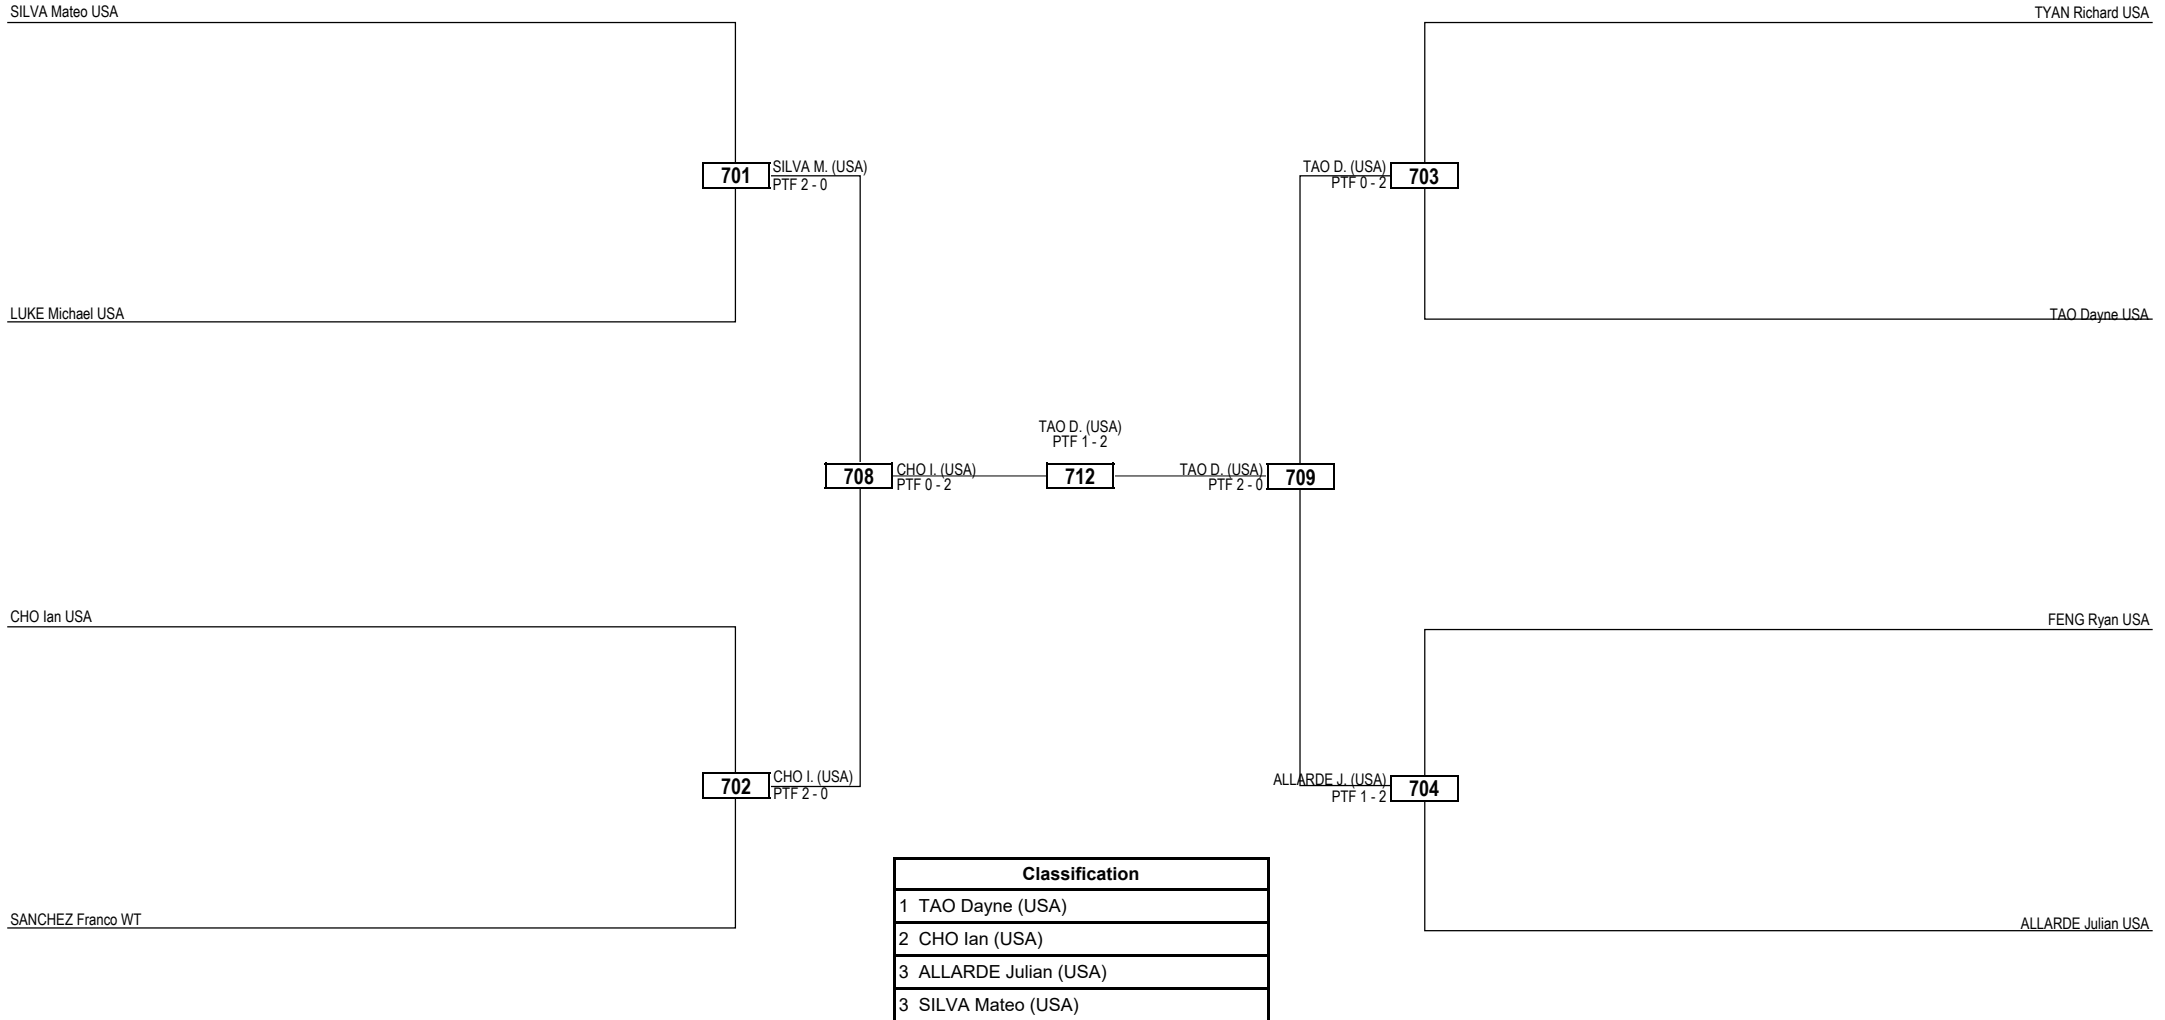 SILVA Mateo USA
TYAN Richard USA
701
SILVA M. (USA)
PTF 2 - 0
TAO D. (USA)
PTF 0 - 2
703
LUKE Michael USA
TAO Dayne USA
TAO D. (USA)
PTF 1 - 2
708
CHO I. (USA)
PTF 0 - 2
712
TAO D. (USA)
PTF 2 - 0
709
CHO Ian USA
FENG Ryan USA
702
CHO I. (USA)
PTF 2 - 0
ALLARDE J. (USA)
PTF 1 - 2
704
SANCHEZ Franco WT
ALLARDE Julian USA
Classification
1 TAO Dayne (USA)
2 CHO Ian (USA)
3 ALLARDE Julian (USA)
3 SILVA Mateo (USA)